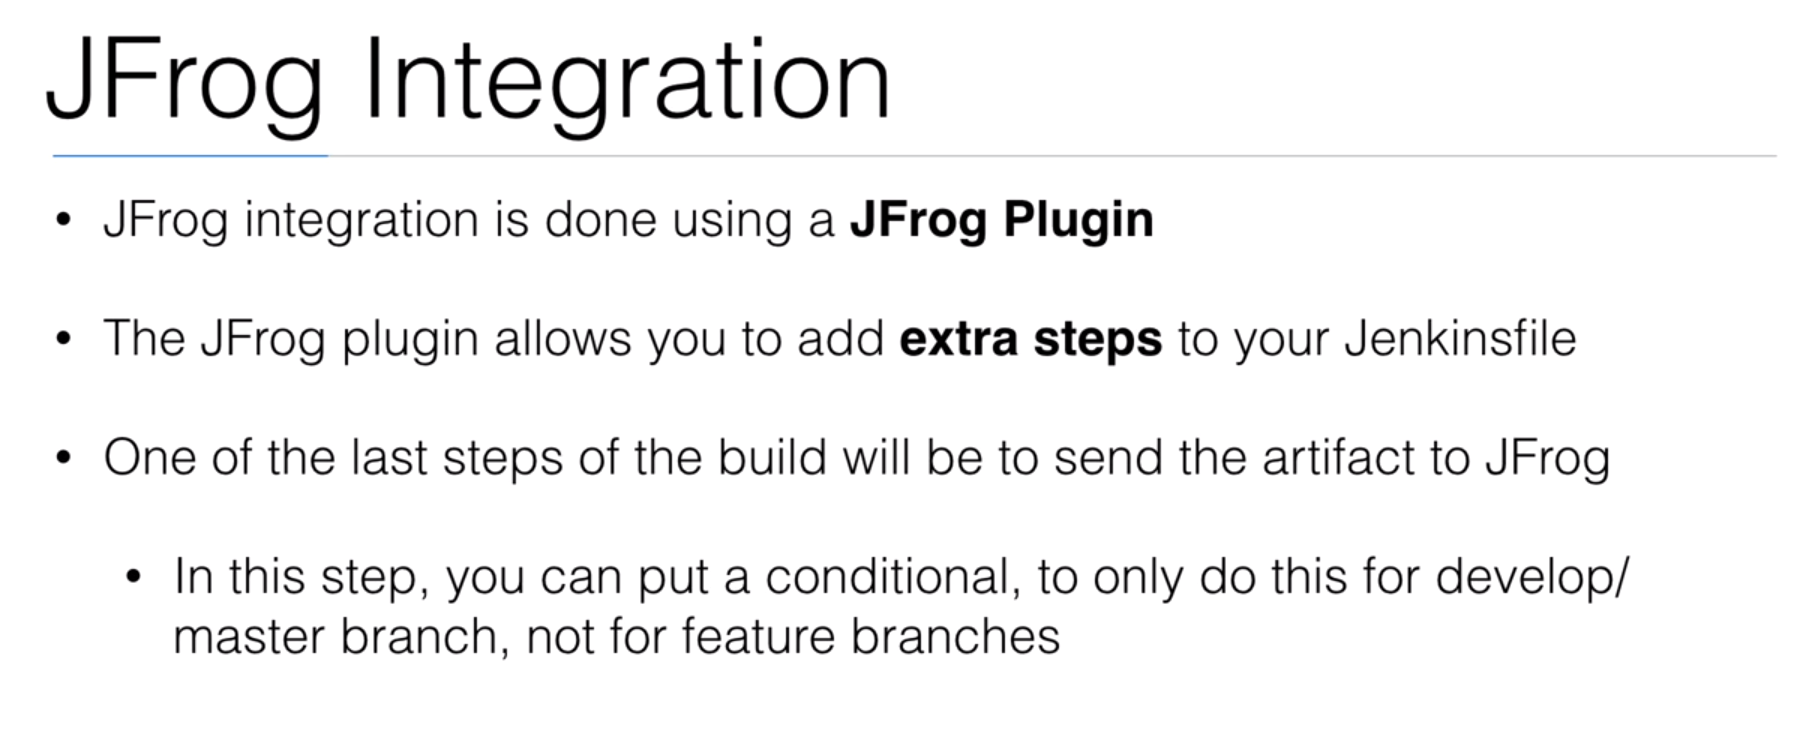 JFrog Integration
• JFrog integration is done using a JFrog Plugin
• The JFrog plugin allows you to add extra steps to your Jenkinsfile
• One of the last steps of the build will be to send the artifact to JFrog
• In this step, you can put a conditional, to only do this for develop/
master branch, not for feature branches